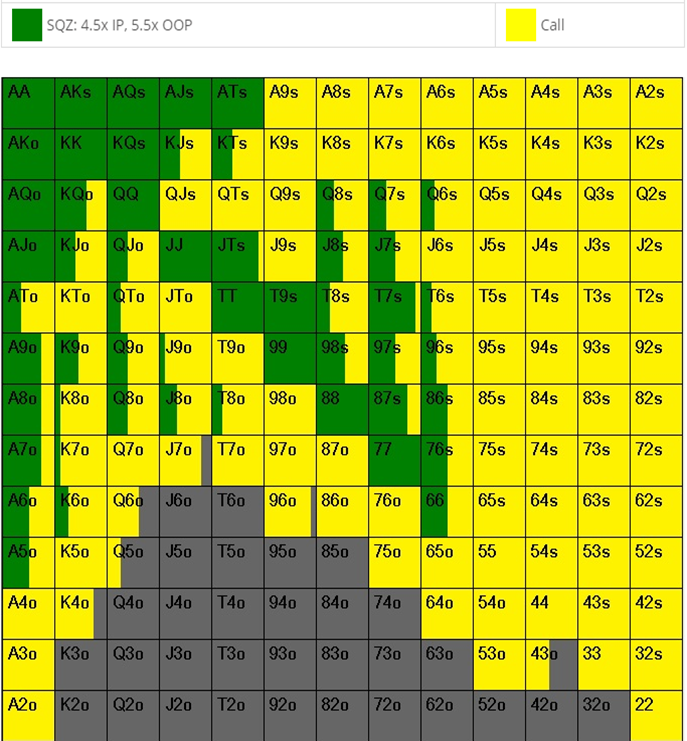 SQZ: 4.5x IP, 5.5x OOP Call
AA AKs AQs AJs ATs A9s A8s A7s A6s A5s A4s A3s A2s
AKo KK KQs KJs KTs K9s K8s K7s K6s K5s K4s K3s K2s
AQo KQo QQ QJs QTs Q9s Q8s Q7s Q6s Q5s Q4s Q3s Q2s
AJo KJo QJo JJ JTs J9s J8s J7s J6s J5s J4s J3s J2s
ATo KTo QTo JTo TT T9s T8s T7s T6s T5s T4s T3s T2s
A9o K9o Q9o J9o T9o 99 98s 97s 96s 95s 94s 93s 92s
A8o K8o Q8o J8o T8o 98o 88 87s 86s 85s 84s 83s 82s
A7o K7o Q7o J7o T7o 97o 87o 77 76s 75s 74s 73s 72s
A6o K6o Q6o J6o T6o 96o 86o 76o 66 65s 64s 63s 62s
A5o K5o Q5o J5o T5o 95o 85o 75o 65o 55 54s 53s 52s
A4o K4o Q4o J4o T4o 94o 84o 74o 64o 54o 44 43s 42s
A3o K3o Q3o J3o T3o 93o 83o 73o 63o 53o 43o 33 32s
A2o K2o Q2o J2o T2o 92o 82o 72o 62o 52o 42o 32o 22